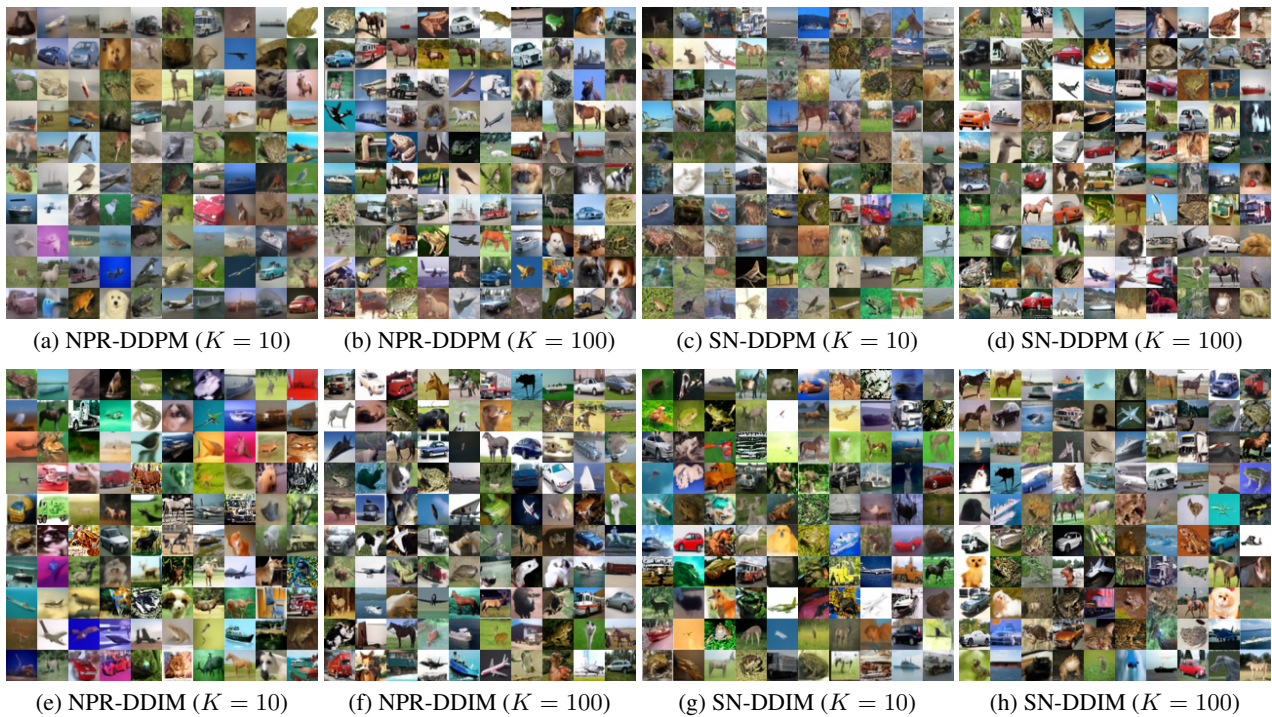 (a) NPR-DDPM (K = 10)
(b) NPR-DDPM (K = 100)
(c) SN-DDPM (K = 10)
(d) SN-DDPM (K = 100)
(e) NPR-DDIM (K = 10)
(f) NPR-DDIM (K = 100)
(g) SN-DDIM (K = 10)
(h) SN-DDIM (K = 100)